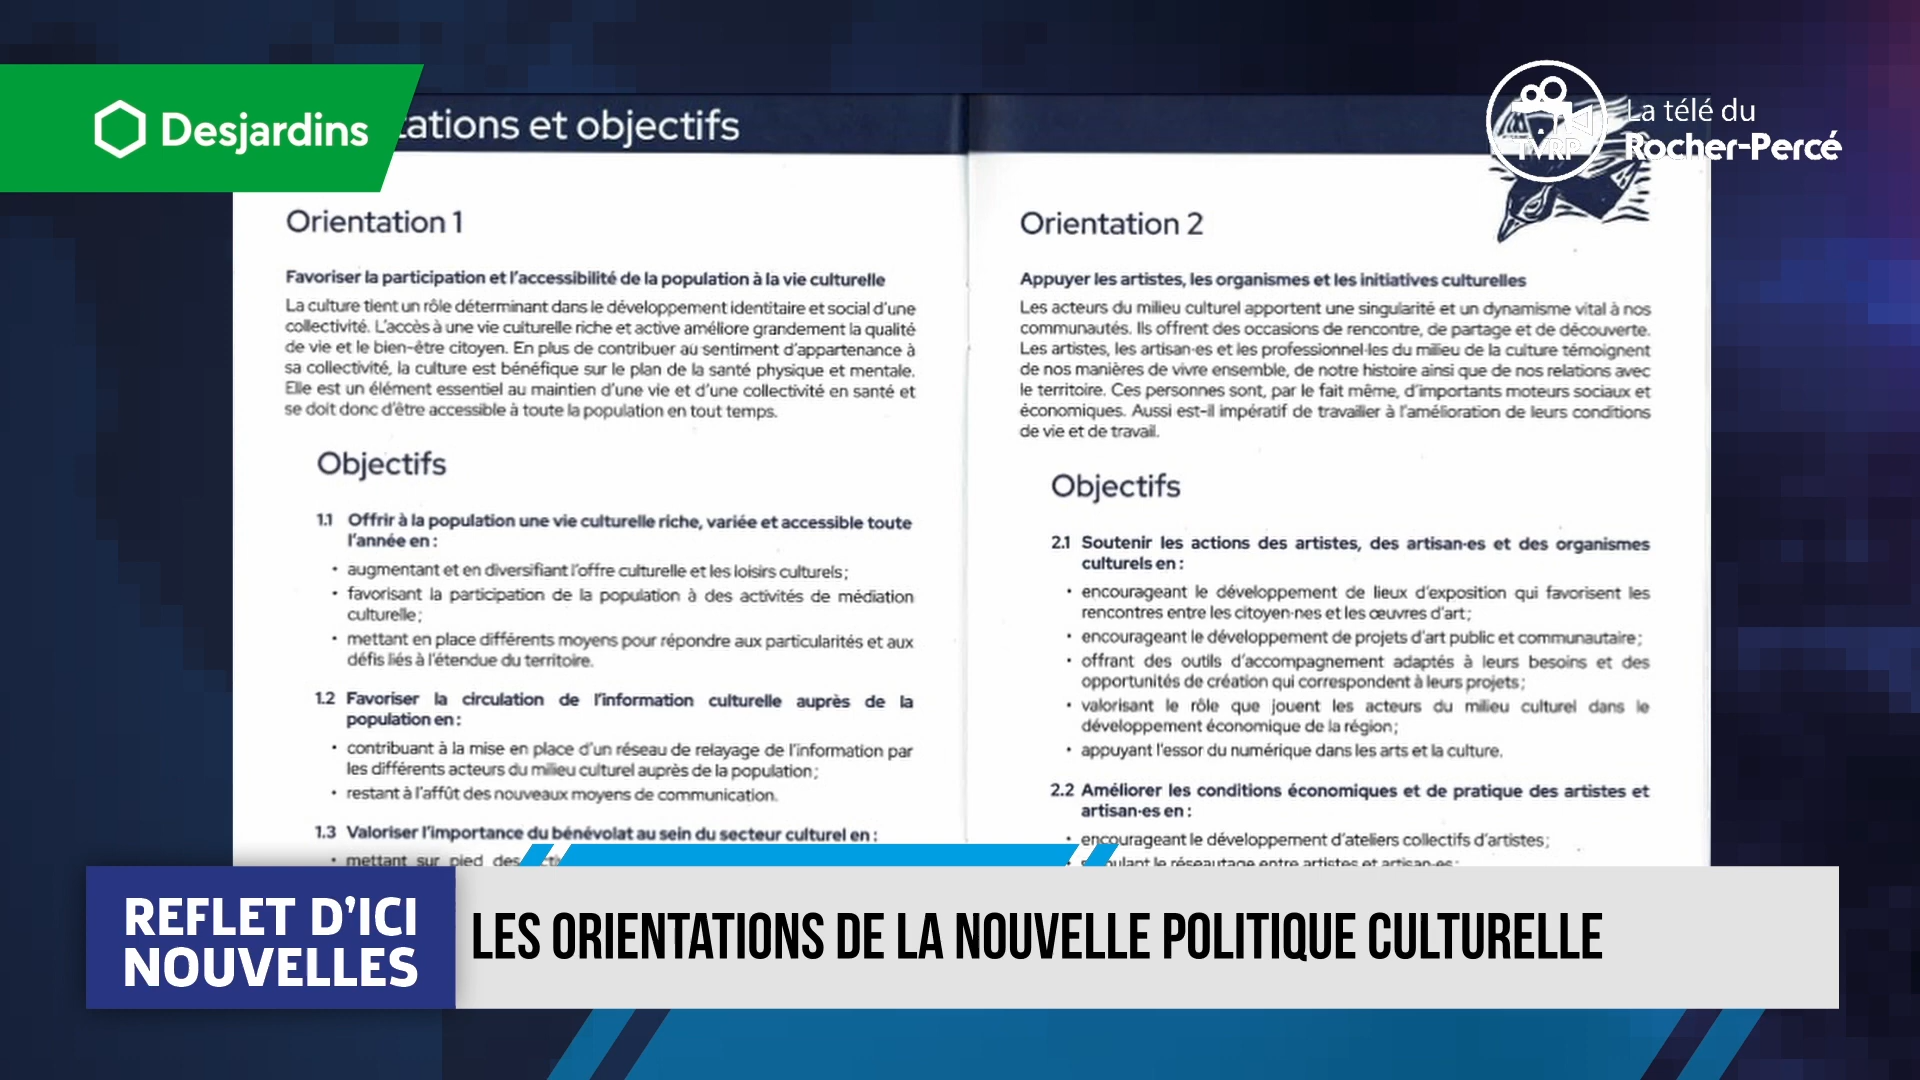 Desjardins
tations et objectifs
TVRP
La télé du
Rocher-Percé
Orientation 1
Favoriser la participation et l'accessibilité de la population à la vie culturelle
La culture tient un rôle déterminant dans le développement identitaire et social d'une
collectivité. L'accès à une vie culturelle riche et active améliore grandement la qualité
de vie et le bien-être citoyen. En plus de contribuer au sentiment d'appartenance à
sa collectivité, la culture est bénéfique sur le plan de la santé physique et mentale.
Elle est un élément essentiel au maintien d'une vie et d'une collectivité en santé et
se doit donc d'être accessible à toute la population en tout temps.
Objectifs
1.1 Offrir à la population une vie culturelle riche, variée et accessible toute
l'année en :
• augmentant et en diversifiant l'offre culturelle et les loisirs culturels;
• favorisant la participation de la population à des activités de médiation
culturelle;
• mettant en place différents moyens pour répondre aux particularités et aux
défis liés à l'étendue du territoire.
1.2 Favoriser la circulation de l'information culturelle auprès de la
population en :
• contribuant à la mise en place d'un réseau de relayage de l'information par
les différents acteurs du milieu culturel auprès de la population;
• restant à l'affût des nouveaux moyens de communication.
1.3 Valoriser l'importance du bénévolat au sein du secteur culturel en :
• mettant sur pied des
Orientation 2
Appuyer les artistes, les organismes et les initiatives culturelles
Les acteurs du milieu culturel apportent une singularité et un dynamisme vital à nos
communautés. Ils offrent des occasions de rencontre, de partage et de découverte.
Les artistes, les artisan·es et les professionnel·les du milieu de la culture témoignent
de nos manières de vivre ensemble, de notre histoire ainsi que de nos relations avec
le territoire. Ces personnes sont, par le fait même, d'importants moteurs sociaux et
économiques. Aussi est-il impératif de travailler à l'amélioration de leurs conditions
de vie et de travail.
Objectifs
2.1 Soutenir les actions des artistes, des artisan·es et des organismes
culturels en :
• encourageant le développement de lieux d'exposition qui favorisent les
rencontres entre les citoyen·nes et les œuvres d'art;
• encourageant le développement de projets d'art public et communautaire;
• offrant des outils d'accompagnement adaptés à leurs besoins et des
opportunités de création qui correspondent à leurs projets;
• valorisant le rôle que jouent les acteurs du milieu culturel dans le
développement économique de la région;
• appuyant l'essor du numérique dans les arts et la culture.
2.2 Améliorer les conditions économiques et de pratique des artistes et
artisan·es en :
• encourageant le développement d'ateliers collectifs d'artistes;
le réseautage entre artistes et artisan·es;
REFLET D'ICI
NOUVELLES
LES ORIENTATIONS DE LA NOUVELLE POLITIQUE CULTURELLE